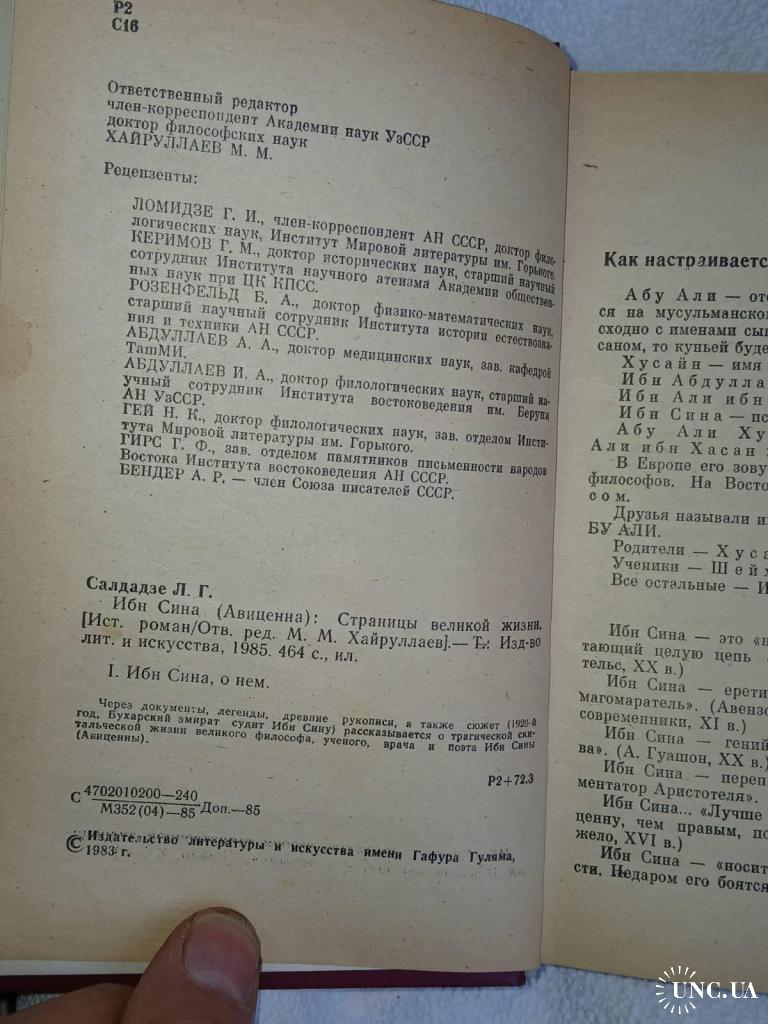 Р2
С16
Ответственный редактор
член-корреспондент Академии наук УзССР
доктор философских наук
ХАЙРУЛЛАЕВ М. М.
Рецензенты:
ЛОМИДЗЕ Г. И., член-корреспондент АН СССР, доктор фило-
логических наук, Институт Мировой литературы им. Горького.
КЕРИМОВ Г. М., доктор исторических наук, старший научный
сотрудник Института научного атеизма Академии обществен-
ных наук при ЦК КПСС.
РОЗЕНФЕЛЬД Б. А., доктор физико-математических наук,
старший научный сотрудник Института истории естествозна-
ния и техники АН СССР.
АБДУЛЛАЕВ А. А., доктор медицинских наук, зав. кафедрой
ТашМИ.
АБДУЛЛАЕВ И. А., доктор филологических наук, старший на-
учный сотрудник Института востоковедения им. Беруни
АН УзССР.
ГЕЙ Н. К., доктор филологических наук, зав. отделом Инсти-
тута Мировой литературы им. Горького.
ГИРС Г. Ф., зав. отделом памятников письменности народов
Востока Института востоковедения АН СССР.
БЕНДЕР А. Р. — член Союза писателей СССР.
Салдадзе Л. Г.
Ибн Сина (Авиценна): Страницы великой жизни.
[Ист. роман/Отв. ред. М. М. Хайруллаев].— Т.: Изд-во
лит. и искусства, 1985. 464 с., ил.
I. Ибн Сина, о нем.
Через документы, легенды, древние рукописи, а также сюжет (1920-й
год, Бухарский эмират судит Ибн Сину) рассказывается о трагической ски-
тальческой жизни великого философа, ученого, врача и поэта Ибн Сины
(Авиценны).
Р2+72.3
С 4702010200—240
М352(04)—85 Доп.—85
© Издательство литературы и искусства имени Гафура Гуляма,
1983 г.
Как настраивается
Абу Али — оте
ся на мусульманско
сходно с именами сын
саном, то куньей буде
Хусайн — имя
Ибн Абдулла
Ибн Али ибн
Ибн Сина — пс
Абу Али Ху
Али ибн Хасан
В Европе его зову
философов. На Восто
сом.
Друзья называли и
БУ АЛИ.
Родители — Хуса
Ученики — Шейх
Все остальные — И
Ибн Сина — это «н
тающий целую цепь
тельс, XX в.)
Ибн Сина — ерети
магомаратель». (Авензо
современники, XI в.)
Ибн Сина — гений
ва». (А. Гуашон, XX в.)
Ибн Сина — переп
ментатор Аристотеля».
Ибн Сина... «Лучше
ценну, чем правым, по
жело, XVI в.)
Ибн Сина — «носит
сти. Недаром его боятся
UNC.UA